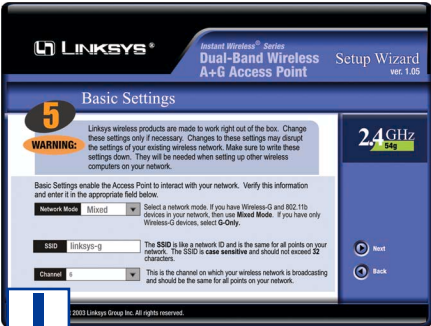 LINKSYS®
Instant Wireless® Series
Dual-Band Wireless
A+G Access Point
Setup Wizard
ver. 1.05
Basic Settings
5
WARNING:
Linksys wireless products are made to work right out of the box. Change
these settings only if necessary. Changes to these settings may disrupt
the settings of your existing wireless network. Make sure to write these
settings down. They will be needed when setting up other wireless
computers on your network.
2.4GHz
54g
Basic Settings enable the Access Point to interact with your network. Verify this information
and enter it in the appropriate field below.
Network Mode Mixed
Select a network mode. If you have Wireless-G and 802.11b
devices in your network, then use Mixed Mode. If you have only
Wireless-G devices, select G-Only.
SSID linksys-g
The SSID is like a network ID and is the same for all points on your
network. The SSID is case sensitive and should not exceed 32
characters.
Channel 6
This is the channel on which your wireless network is broadcasting
and should be the same for all points on your network.
Next
Back
2003 Linksys Group Inc. All rights reserved.